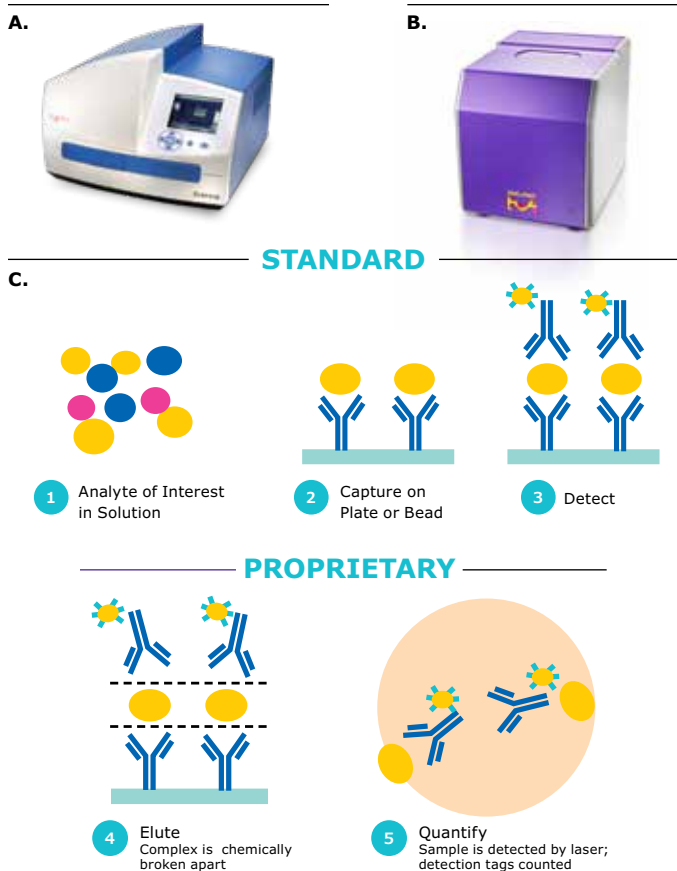 A.
B.
STANDARD
C.
1
Analyte of Interest
in Solution
2
Capture on
Plate or Bead
3
Detect
PROPRIETARY
4
Elute
Complex is chemically
broken apart
5
Quantify
Sample is detected by laser;
detection tags counted